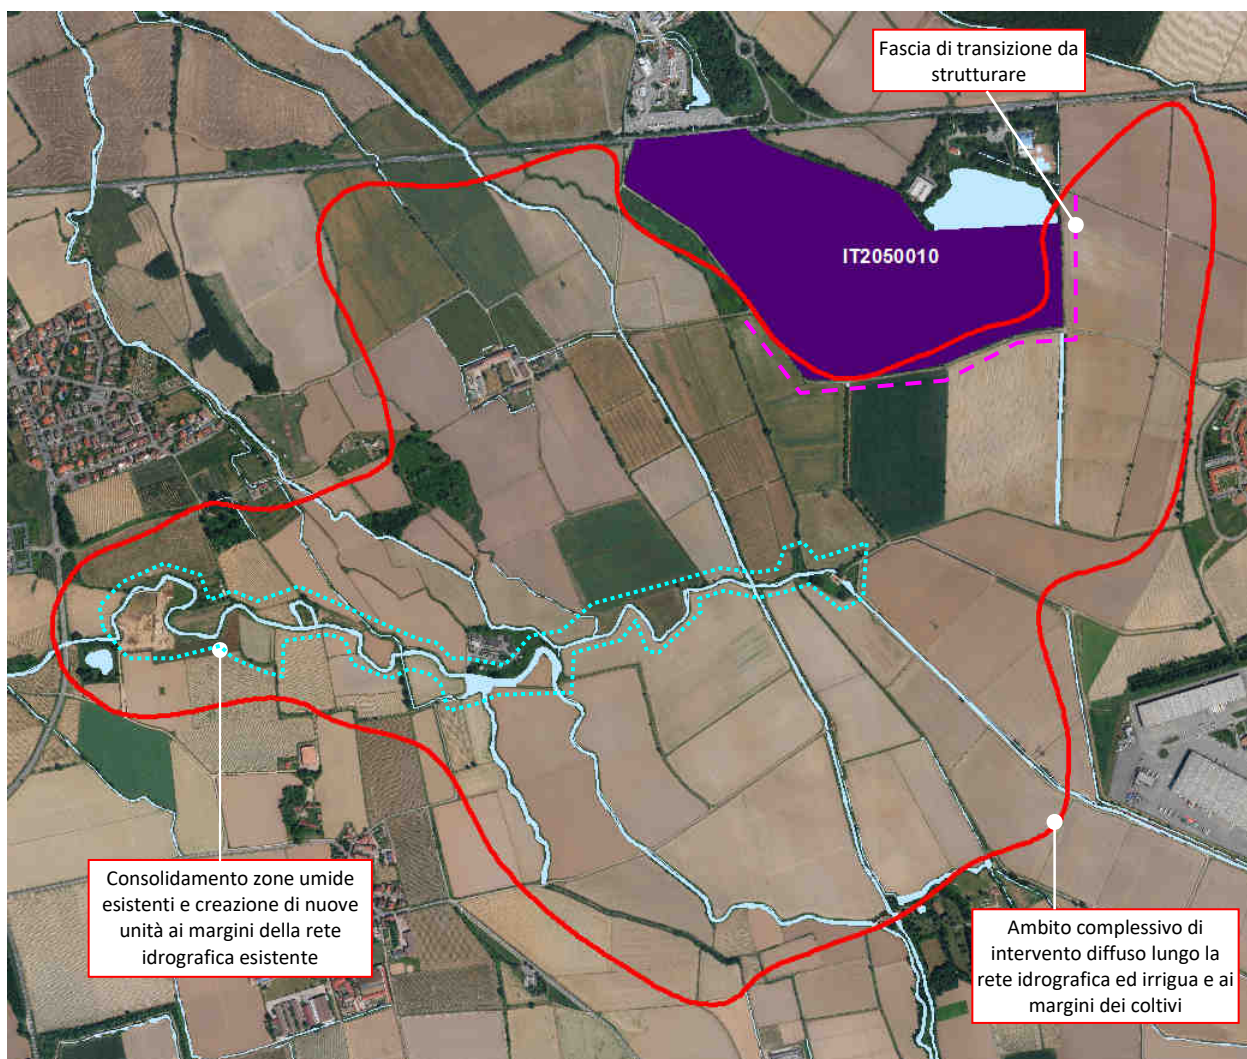 Fascia di transizione da
strutturare
IT2050010
Consolidamento zone umide
esistenti e creazione di nuove
unità ai margini della rete
idrografica esistente
Ambito complessivo di
intervento diffuso lungo la
rete idrografica ed irrigua e ai
margini dei coltivi